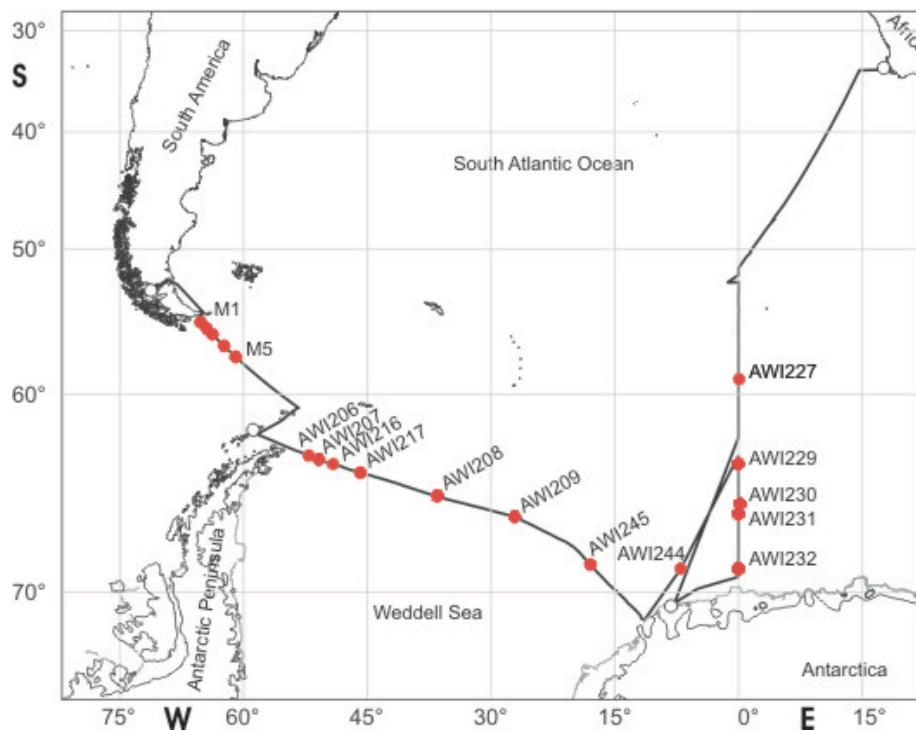 30°
S
South America
Africa
40°
South Atlantic Ocean
50°
M1
M5
AWI227
60°
AWI206
AWI207
AWI216
AWI217
AWI208
AWI209
AWI229
AWI230
AWI231
AWI245
AWI244
AWI232
70°
Antarctic Peninsula
Weddell Sea
Antarctica
75° W 60° 45° 30° 15° 0° E 15°